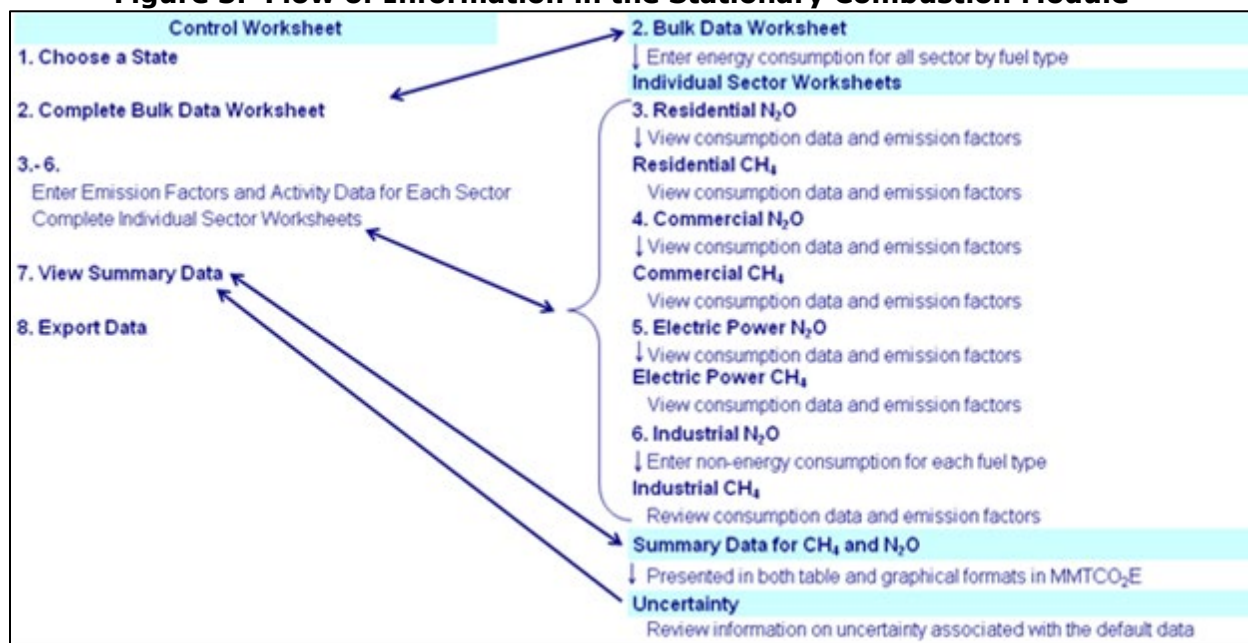 Figure 3. Flow of Information in the Stationary Combustion Module
Control Worksheet
1. Choose a State
2. Complete Bulk Data Worksheet
3.-6.
Enter Emission Factors and Activity Data for Each Sector
Complete Individual Sector Worksheets
7. View Summary Data
8. Export Data
2. Bulk Data Worksheet
↓ Enter energy consumption for all sector by fuel type
Individual Sector Worksheets
3. Residential N₂O
↓ View consumption data and emission factors
Residential CH₄
View consumption data and emission factors
4. Commercial N₂O
↓ View consumption data and emission factors
Commercial CH₄
View consumption data and emission factors
5. Electric Power N₂O
↓ View consumption data and emission factors
Electric Power CH₄
View consumption data and emission factors
6. Industrial N₂O
↓ Enter non-energy consumption for each fuel type
Industrial CH₄
Review consumption data and emission factors
Summary Data for CH₄ and N₂O
↓ Presented in both table and graphical formats in MMTCO₂E
Uncertainty
Review information on uncertainty associated with the default data